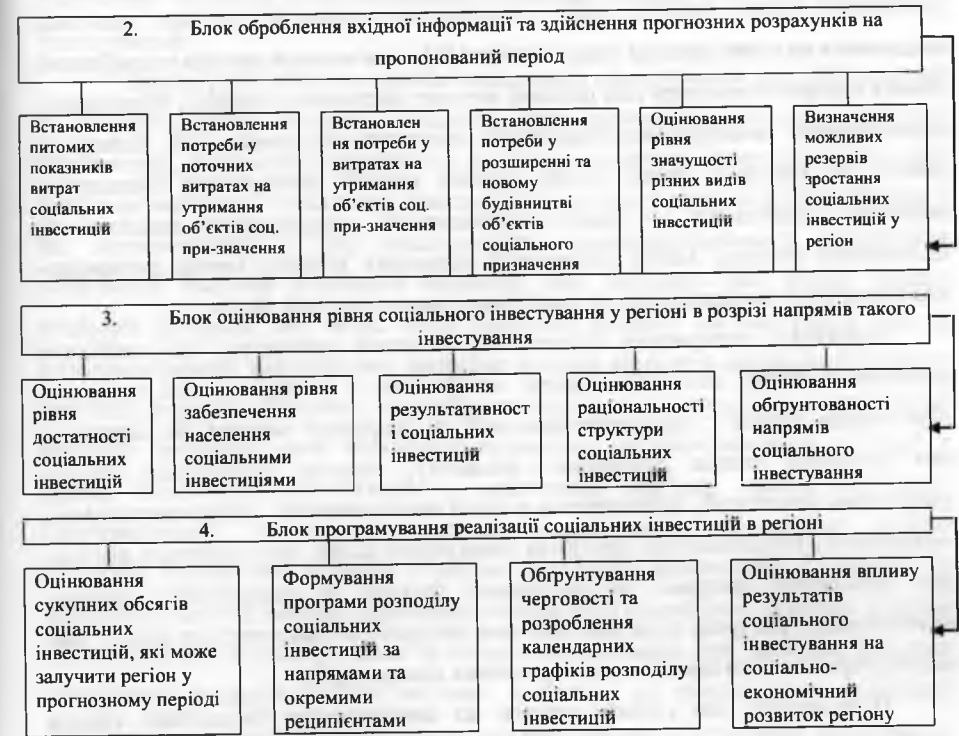 2. Блок оброблення вхідної інформації та здійснення прогнозних розрахунків на
пропонований період
Встановлення
питомих
показників
витрат
соціальних
інвестицій
Встановлення
потреби у
поточних
витратах на
утримання
об’єктів соц.
при-значення
Встановлен
ня потреби у
витратах на
утримання
об’єктів соц.
при-значення
Встановлення
потреби у
розширенні та
новому
будівництві
об’єктів
соціального
призначення
Оцінювання
рівня
значущості
різних видів
соціальних
інвестицій
Визначення
можливих
резервів
зростання
соціальних
інвестицій у
регіон
3. Блок оцінювання рівня соціального інвестування у регіоні в розрізі напрямів такого
інвестування
Оцінювання
рівня
достатності
соціальних
інвестицій
Оцінювання рівня
забезпечення
населення
соціальними
інвестиціями
Оцінювання
результативност
і соціальних
інвестицій
Оцінювання
раціональності
структури
соціальних
інвестицій
Оцінювання
обґрунтованості
напрямів
соціального
інвестування
4. Блок програмування реалізації соціальних інвестицій в регіоні
Оцінювання
сукупних обсягів
соціальних
інвестицій, які може
залучити регіон у
прогнозному періоді
Формування
програми розподілу
соціальних
інвестицій за
напрямами та
окремими
реципієнтами
Обґрунтування
черговості та
розроблення
календарних
графіків розподілу
соціальних
інвестицій
Оцінювання впливу
результатів
соціального
інвестування на
соціально-
економічний
розвиток регіону